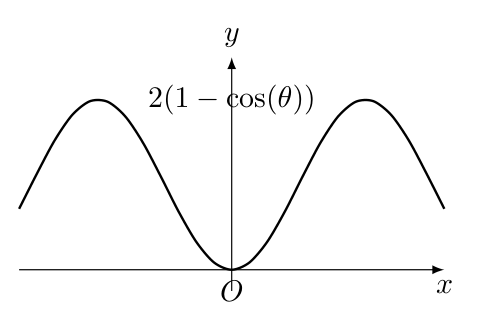 y
2(1 − cos(θ))
O
x